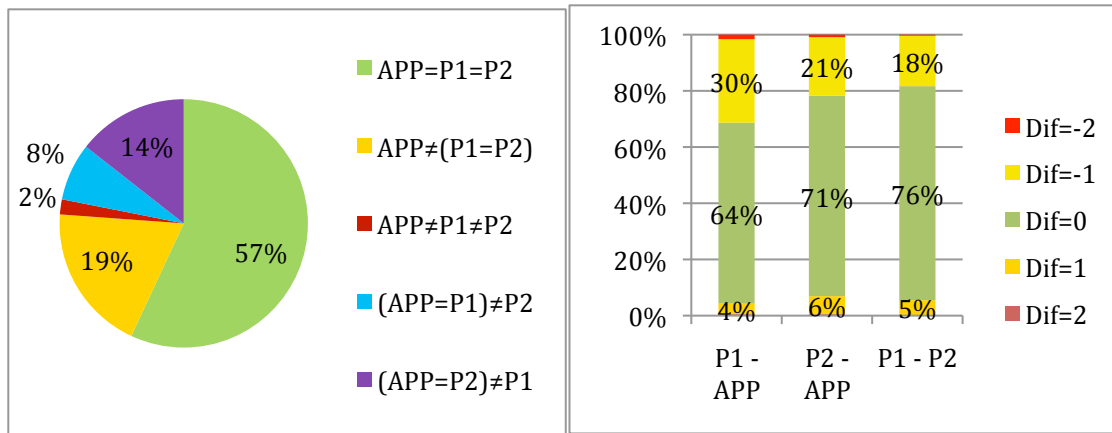 57%
19%
2%
8%
14%
APP=P1=P2
APP≠(P1=P2)
APP≠P1≠P2
(APP=P1)≠P2
(APP=P2)≠P1
100%
80%
60%
40%
20%
0%
30%
21%
18%
64%
71%
76%
4%
6%
5%
P1 -
APP
P2 -
APP
P1 - P2
Dif=-2
Dif=-1
Dif=0
Dif=1
Dif=2